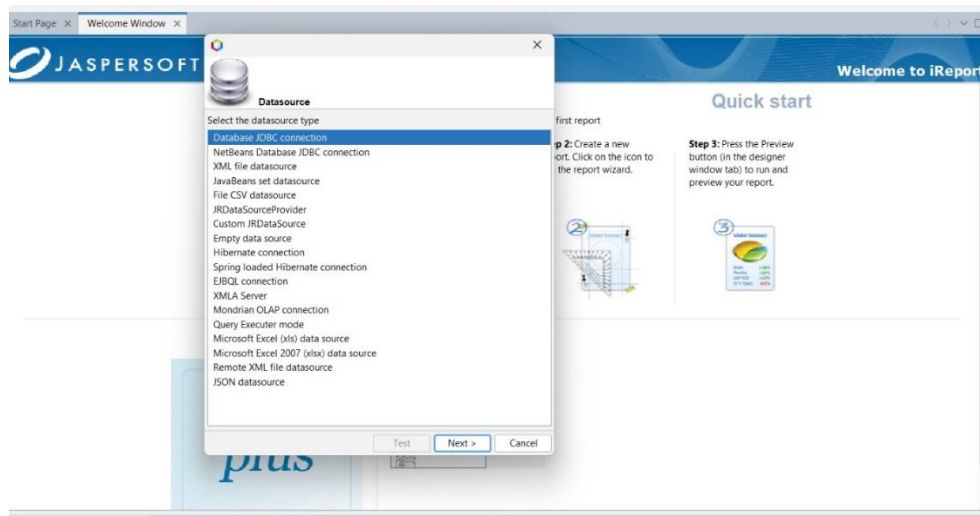 Start Page
Welcome Window
JASPERSOFT
Welcome to iReport
Datasource
Select the datasource type
Database JDBC connection
NetBeans Database JDBC connection
XML file datasource
JavaBeans set datasource
File CSV datasource
JRDataSourceProvider
Custom JRDataSource
Empty data source
Hibernate connection
Spring loaded Hibernate connection
EJBQL connection
XMLA Server
Mondrian OLAP connection
Query Executer mode
Microsoft Excel (xls) data source
Microsoft Excel 2007 (xlsx) data source
Remote XML file datasource
JSON datasource
Test
Next >
Cancel
Quick start
first report
2: Create a new
Click on the icon to
the report wizard.
Step 3: Press the Preview
button (in the designer
window tab) to run and
preview your report.
2
3
plus